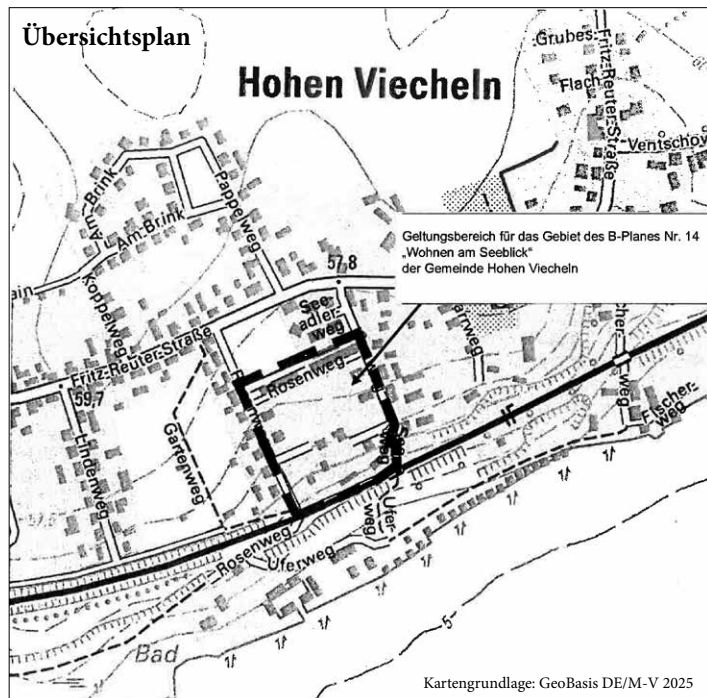 Übersichtsplan
Hohen Viecheln
Grubes
Flach
Fritz-Reuter-Straße
Ventschow
Am-Brink
Pappelweg
Am-Brink
Koppelweg
Geltungsbereich für das Gebiet des B-Planes Nr. 14
„Wohnen am Seeblick"
der Gemeinde Hohen Viecheln
57.8
See-
adler-
weg
Fritz-Reuter-Straße
59.7
Rosenweg
Gartenweg
Lindenweg
Fischer-
weg
Ufer-
weg
Rosenweg
Uferweg
Bad
5
Kartengrundlage: GeoBasis DE/M-V 2025